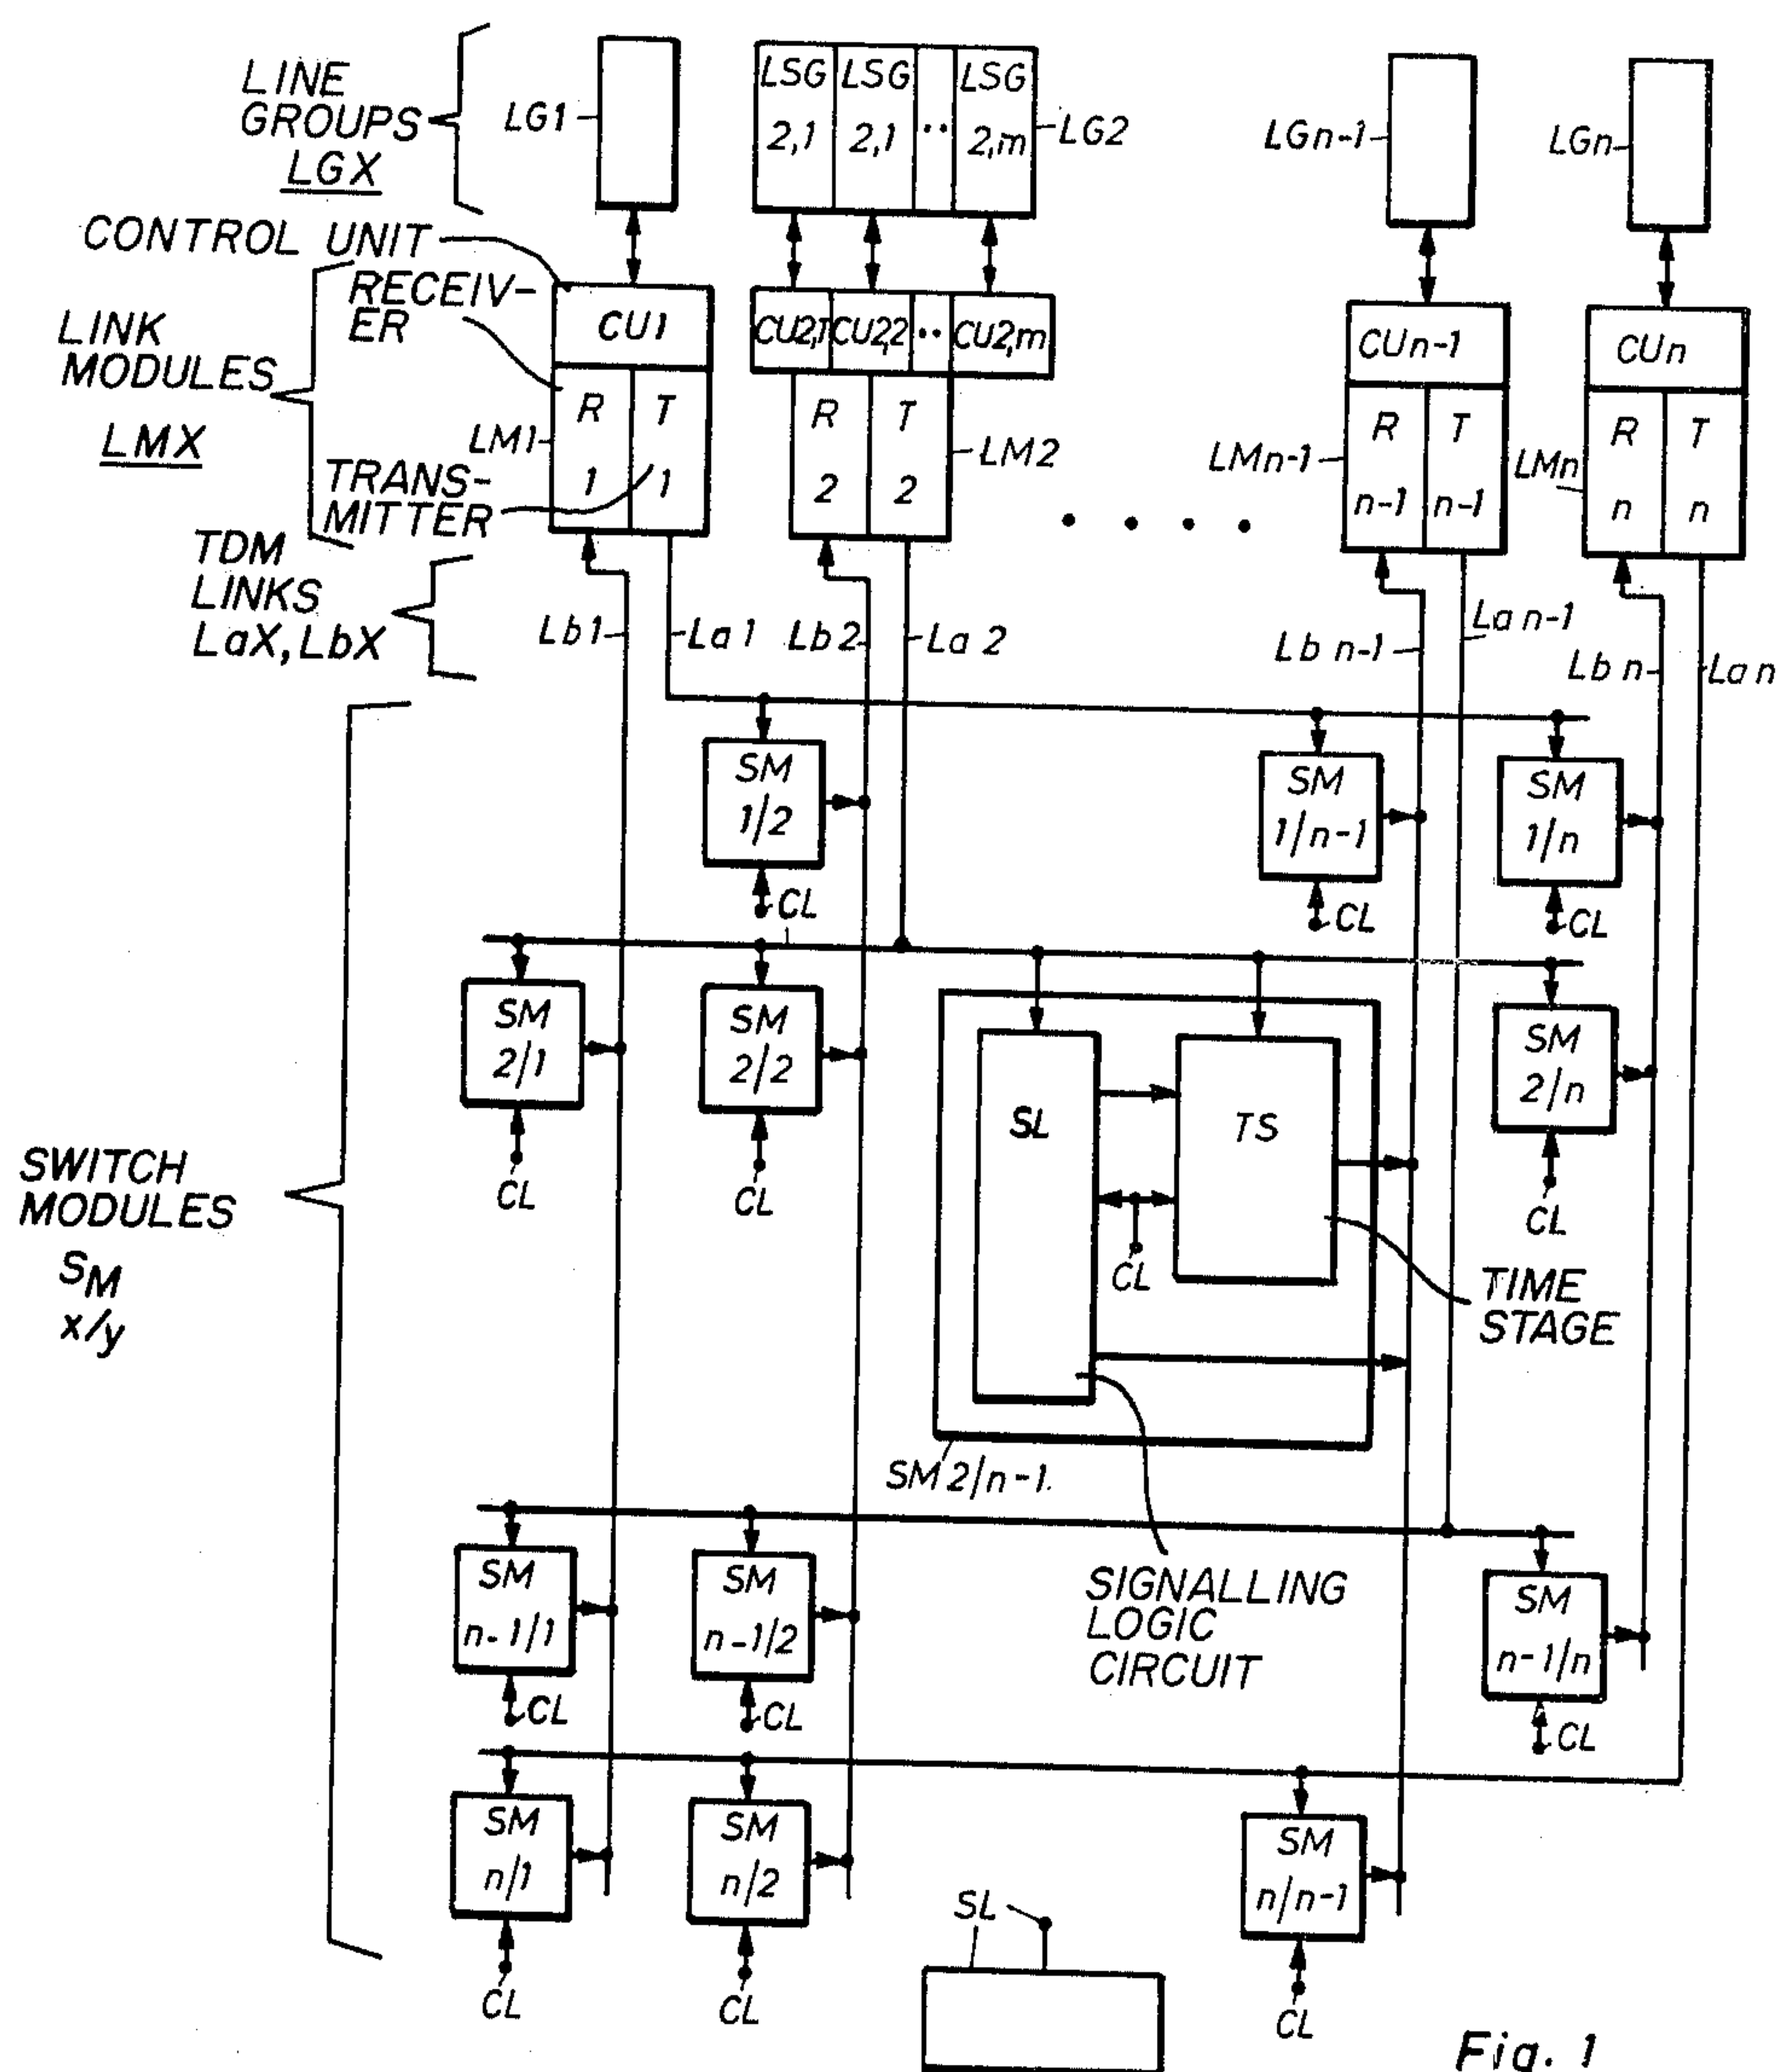 LINE
GROUPS
LGX
LG1
LSG
2,1
LSG
2,1
..
LSG
2,m
LG2
LGn-1
LGn
CONTROL UNIT
LINK
MODULES
LMX
RECEIV-
ER
TRANS-
MITTER
CU1
CU2,1
CU2,2
..
CU2,m
CUn-1
CUn
LM1
R
1
T
1
R
2
T
2
LM2
. . . .
LMn-1
R
n-1
T
n-1
LMn
R
n
T
n
TDM
LINKS
LaX, LbX
Lb1
La1
Lb2
La2
Lb n-1
La n-1
Lb n
La n
SM
1/2
CL
SM
1/n-1
CL
SM
1/n
CL
SM
2/1
CL
SM
2/2
CL
SL
TS
CL
SM
2/n
CL
SWITCH
MODULES
SM
x/y
TIME
STAGE
SM2/n-1.
SIGNALLING
LOGIC
CIRCUIT
SM
n-1/1
CL
SM
n-1/2
CL
SM
n-1/n
CL
SM
n/1
CL
SM
n/2
CL
SL
SM
n/n-1
CL
Fig. 1